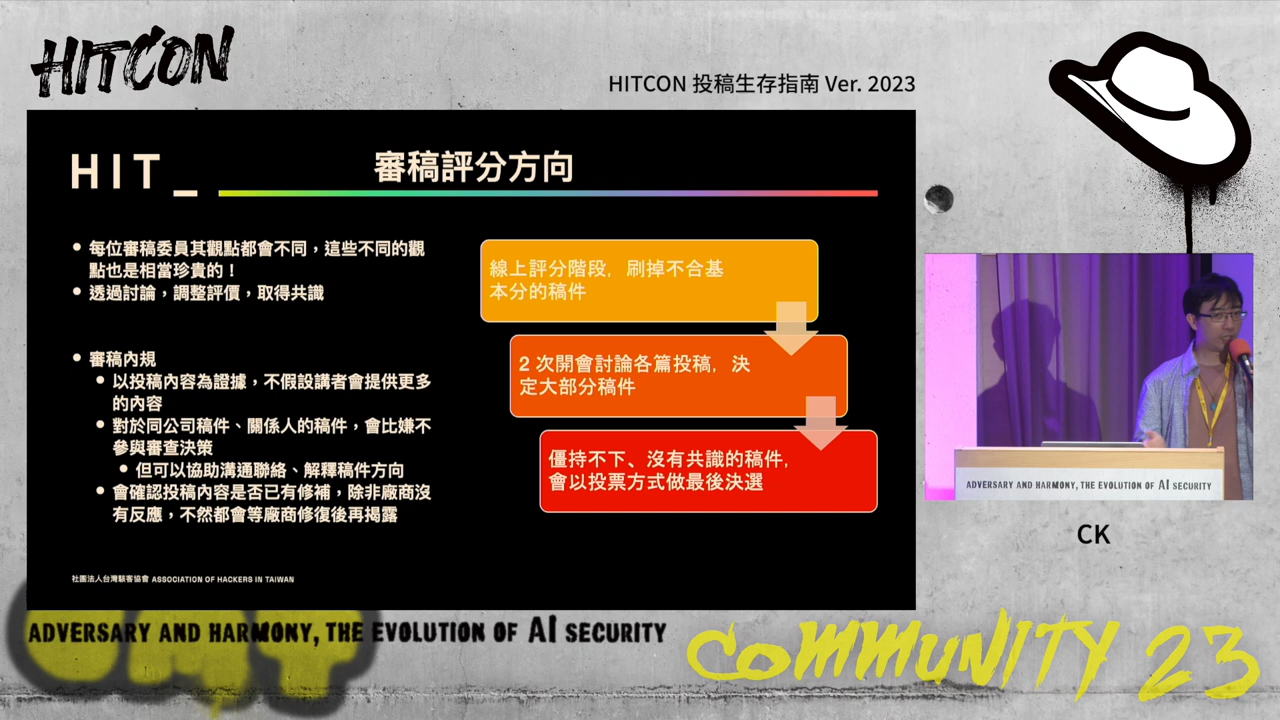 HITCON
HITCON 投稿生存指南 Ver. 2023
HIT_
審稿評分方向
每位審稿委員其觀點都會不同，這些不同的觀
點也是相當珍貴的！
透過討論，調整評價，取得共識
審稿內規
以投稿內容為證據，不假設講者會提供更多
的內容
對於同公司稿件、關係人的稿件，會比嫌不
參與審查決策
但可以協助溝通聯絡、解釋稿件方向
會確認投稿內容是否已有修補，除非廠商沒
有反應，不然都會等廠商修復後再揭露
線上評分階段，刷掉不合基
本分的稿件
2 次開會討論各篇投稿，決
定大部分稿件
僵持不下、沒有共識的稿件，
會以投票方式做最後決選
社團法人台灣駭客協會 ASSOCIATION OF HACKERS IN TAIWAN
ADVERSARY AND HARMONY, THE EVOLUTION OF AI SECURITY
CK
ADVERSARY AND HARMONY, THE EVOLUTION OF AI SECURITY
COMMUNITY 23